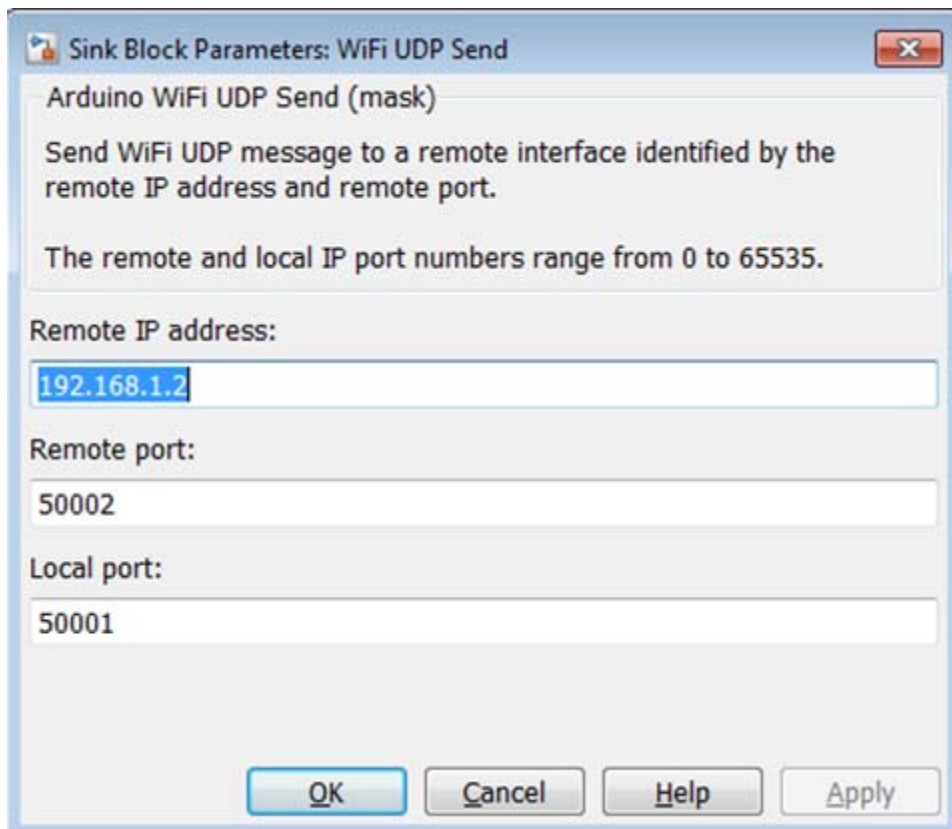 Sink Block Parameters: WiFi UDP Send
Arduino WiFi UDP Send (mask)
Send WiFi UDP message to a remote interface identified by the
remote IP address and remote port.
The remote and local IP port numbers range from 0 to 65535.
Remote IP address:
192.168.1.2
Remote port:
50002
Local port:
50001
OK Cancel Help Apply